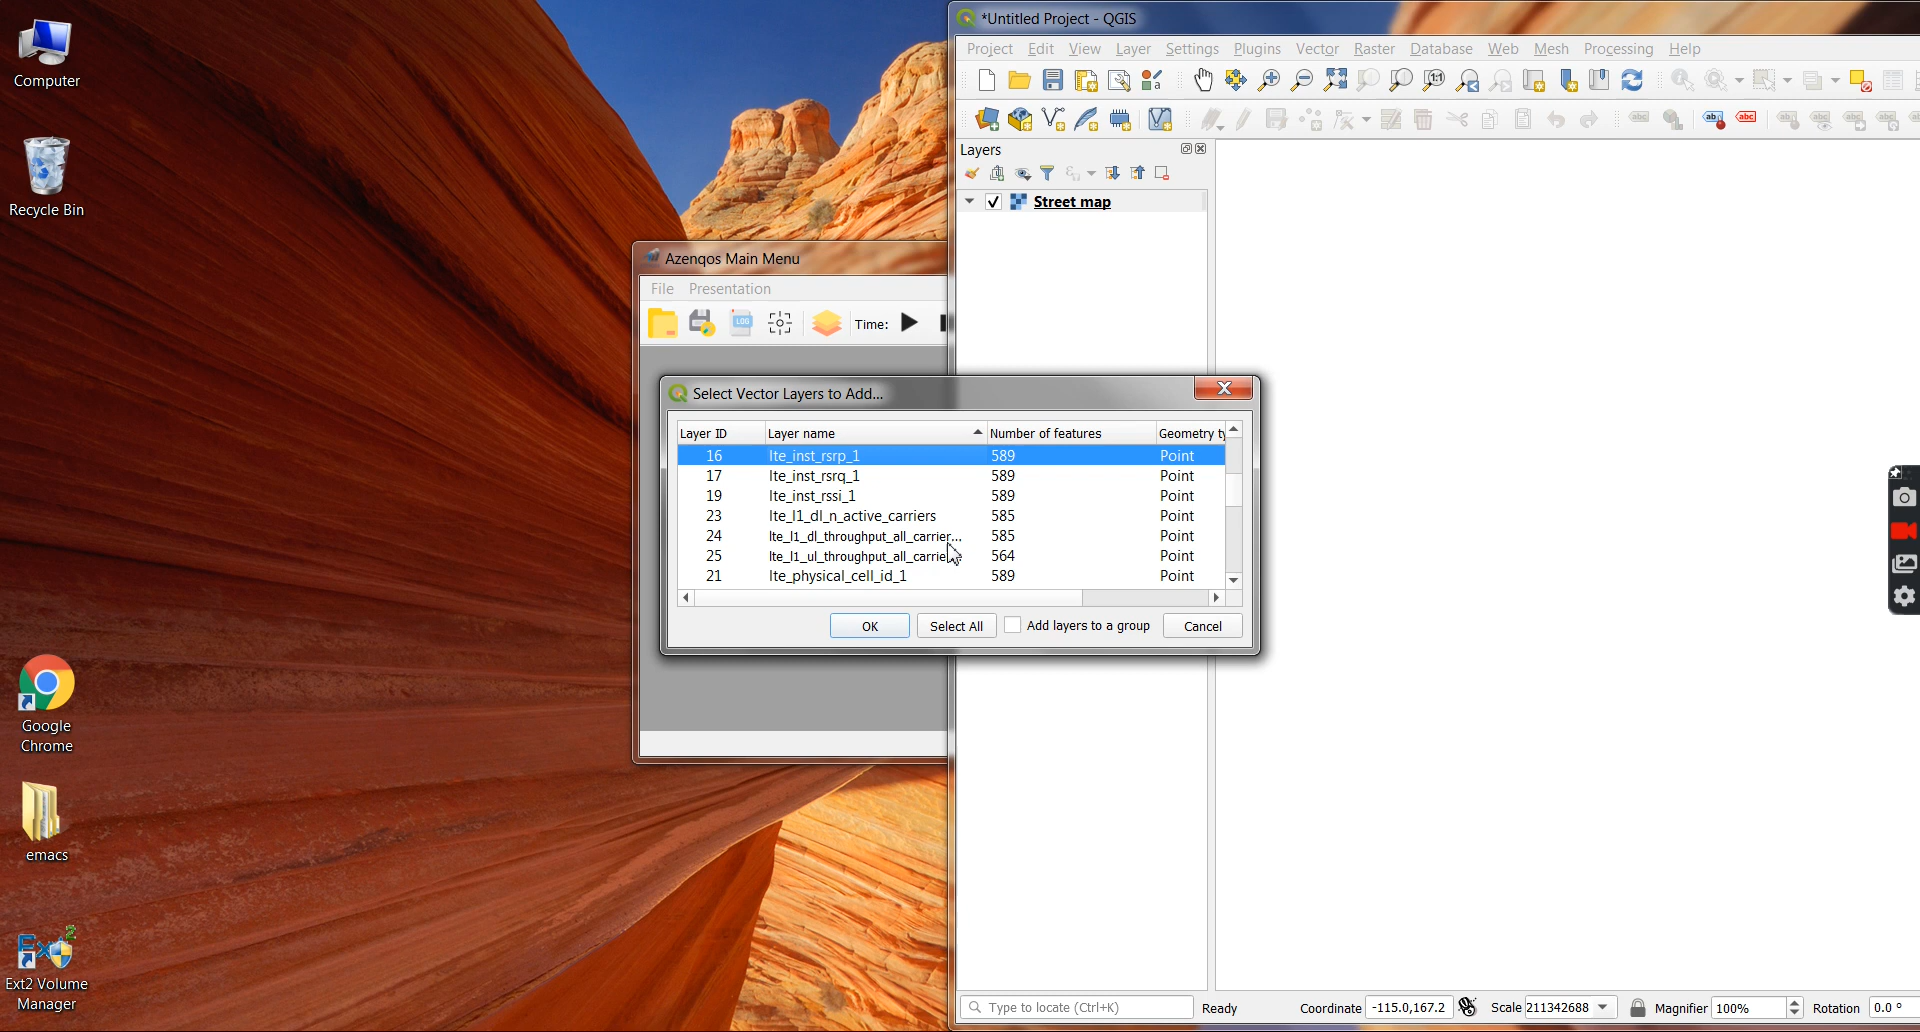 Computer
Recycle Bin
Google
Chrome
emacs
Ext2 Volume
Manager
Azenqos Main Menu
File Presentation
LOG
Time:
*Untitled Project - QGIS
Project Edit View Layer Settings Plugins Vector Raster Database Web Mesh Processing Help
Layers
Street map
Select Vector Layers to Add...
Layer ID Layer name Number of features Geometry ty
16 lte_inst_rsrp_1 589 Point
17 lte_inst_rsrq_1 589 Point
19 lte_inst_rssi_1 589 Point
23 lte_l1_dl_n_active_carriers 585 Point
24 lte_l1_dl_throughput_all_carrier... 585 Point
25 lte_l1_ul_throughput_all_carrie 564 Point
21 lte_physical_cell_id_1 589 Point
OK Select All Add layers to a group Cancel
Type to locate (Ctrl+K) Ready Coordinate -115.0,167.2 Scale 211342688 Magnifier 100% Rotation 0.0 °